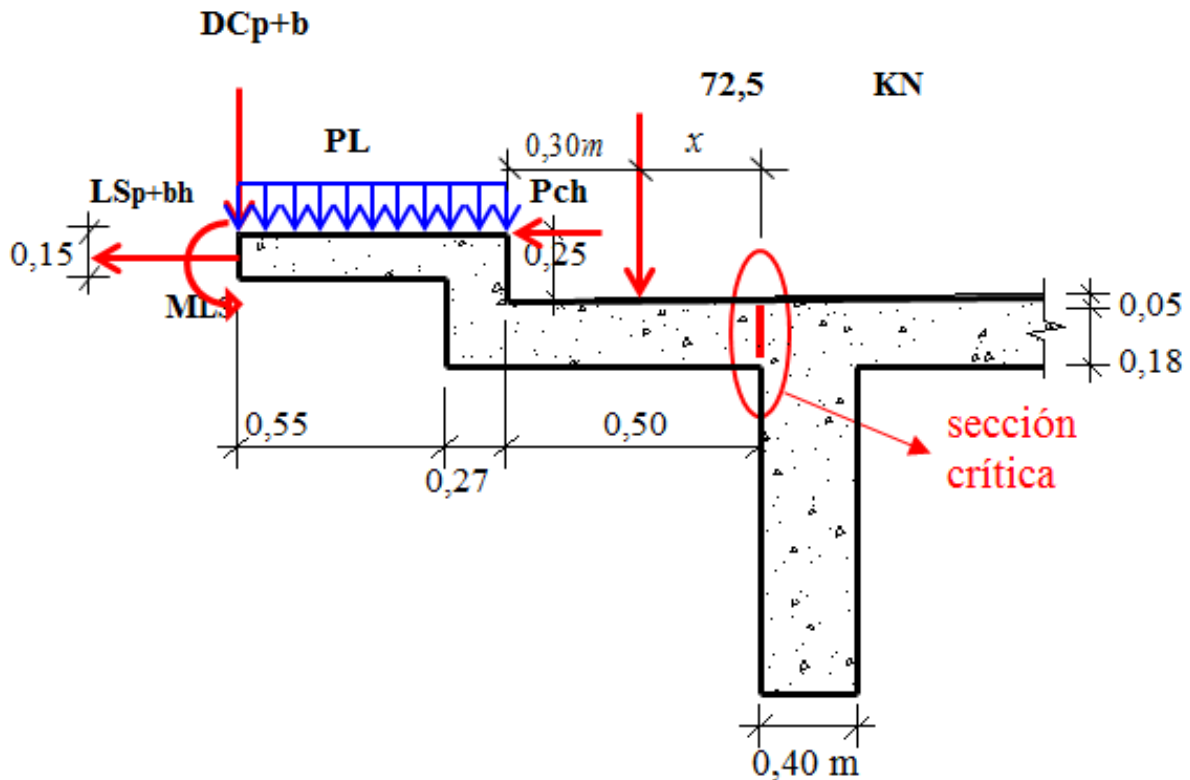 DCp+b
72,5 KN
PL
0,30m
x
LSp+bh
Pch
0,15
0,25
MLS
0,05
0,18
0,55
0,27
0,50
sección
crítica
0,40 m